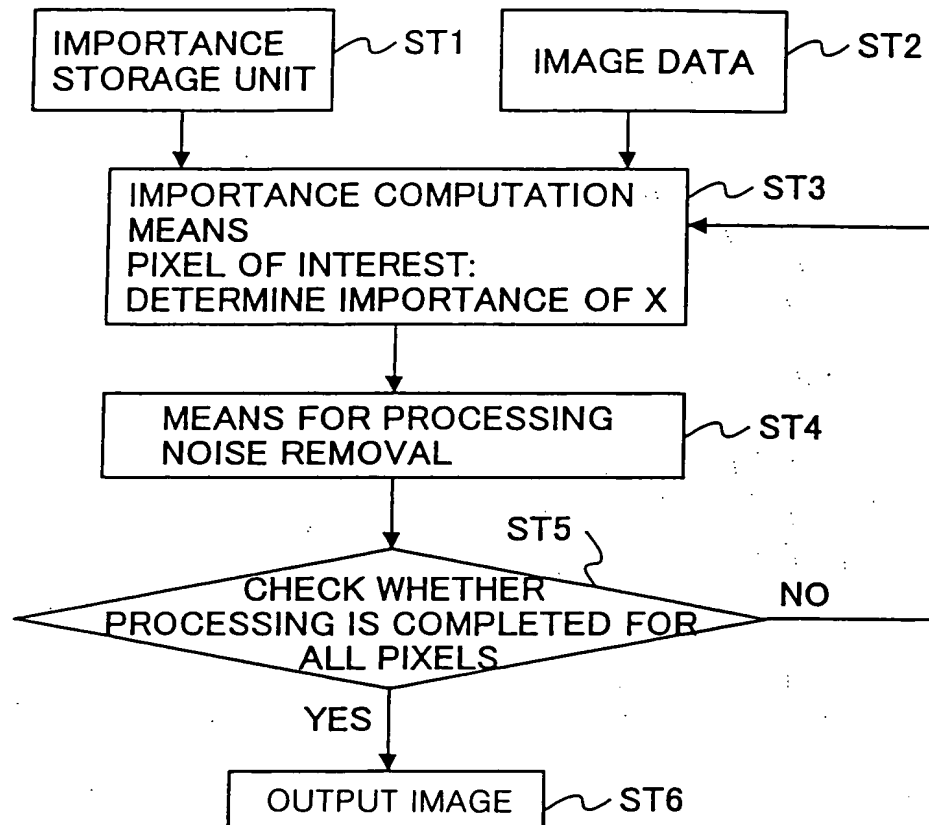 IMPORTANCE
STORAGE UNIT
ST1
IMAGE DATA
ST2
IMPORTANCE COMPUTATION
MEANS
PIXEL OF INTEREST:
DETERMINE IMPORTANCE OF X
ST3
MEANS FOR PROCESSING
NOISE REMOVAL
ST4
ST5
CHECK WHETHER
PROCESSING IS COMPLETED FOR
ALL PIXELS
NO
YES
OUTPUT IMAGE
ST6